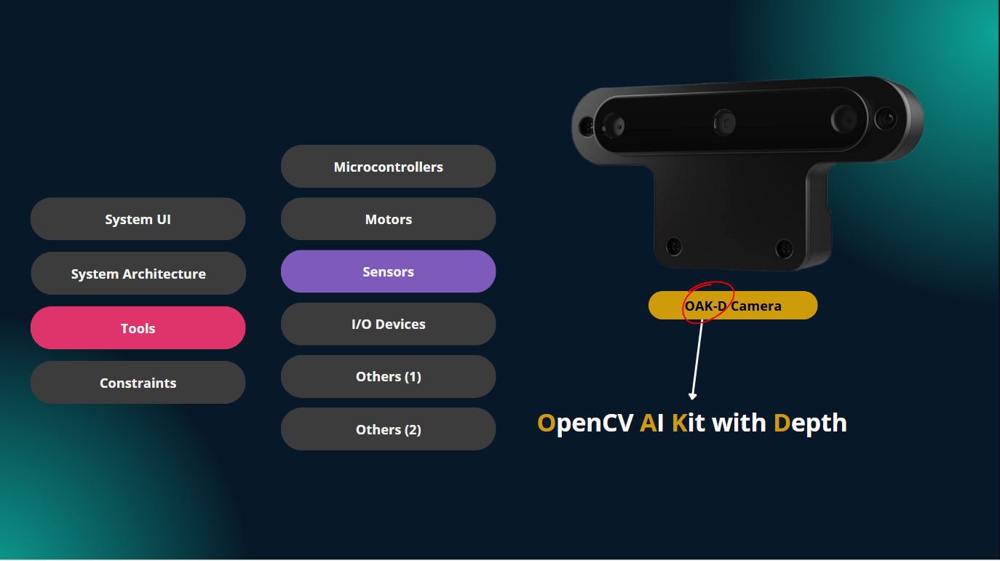 System UI
System Architecture
Tools
Constraints
Microcontrollers
Motors
Sensors
I/O Devices
Others (1)
Others (2)
OAK-D Camera
OpenCV AI Kit with Depth